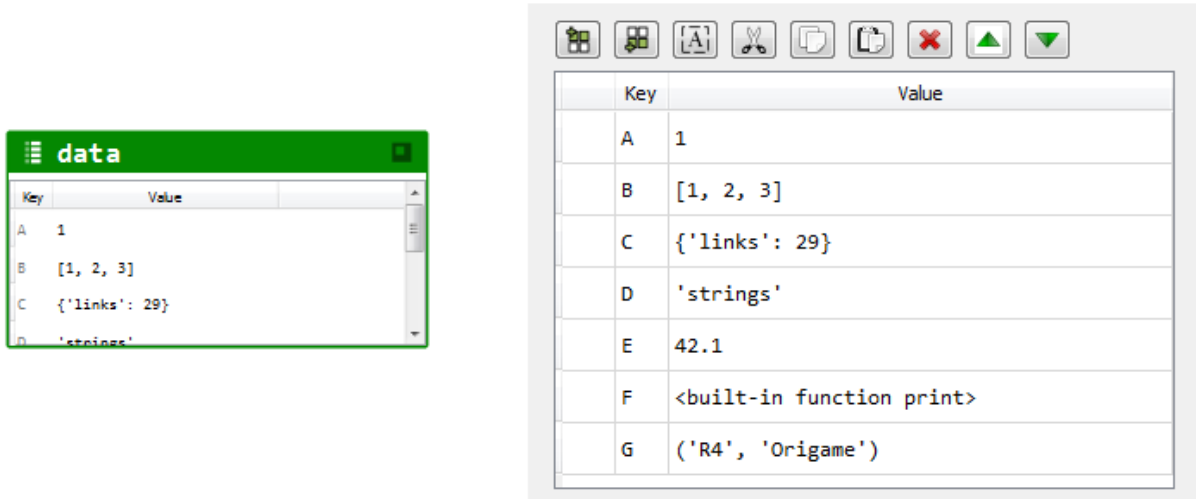 data
Key Value
A 1
B [1, 2, 3]
C {'links': 29}
D 'strings'
Key Value
A 1
B [1, 2, 3]
C {'links': 29}
D 'strings'
E 42.1
F <built-in function print>
G ('R4', 'Origame')